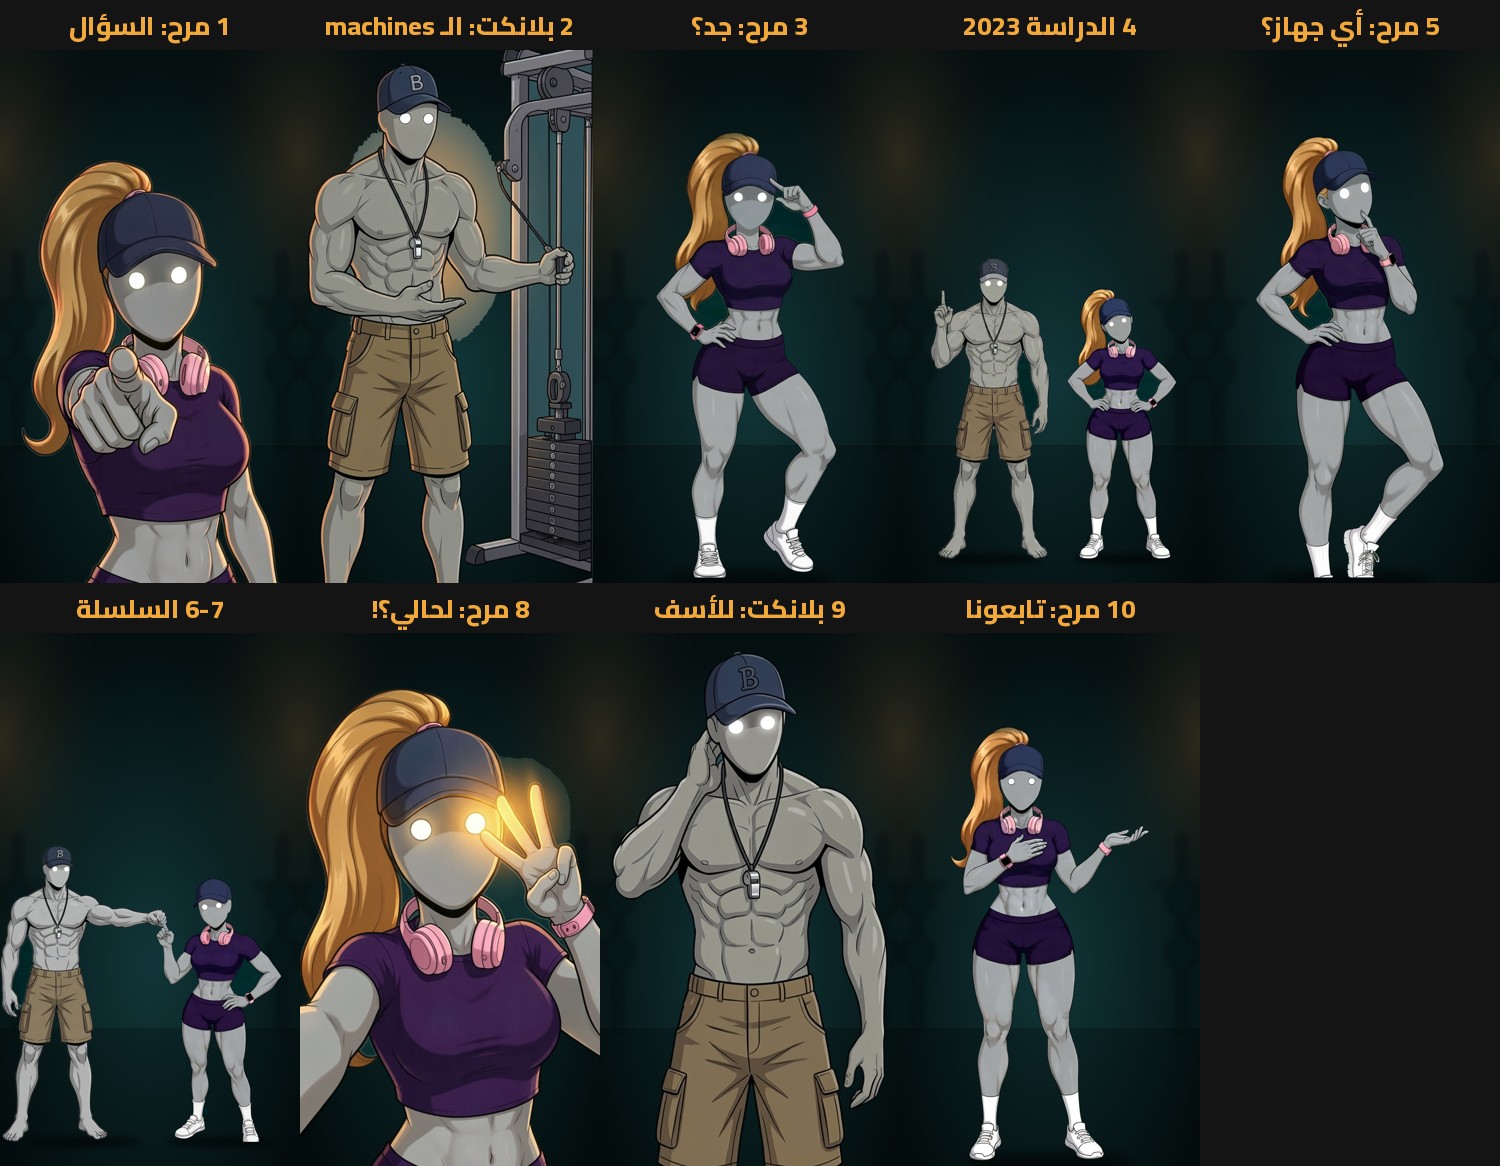 1 مرح: السؤال
2 بلانكت: الـ machines
3 مرح: جد؟
4 الدراسة 2023
5 مرح: أي جهاز؟
B
B
6-7 السلسلة
8 مرح: لحالي؟!
9 بلانكت: للأسف
10 مرح: تابعونا
B
B